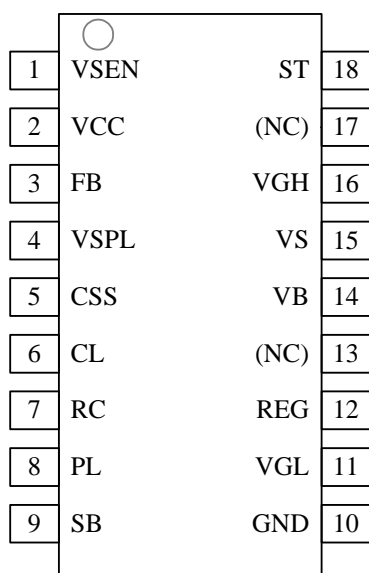 1 VSEN ST 18
2 VCC (NC) 17
3 FB VGH 16
4 VSPL VS 15
5 CSS VB 14
6 CL (NC) 13
7 RC REG 12
8 PL VGL 11
9 SB GND 10